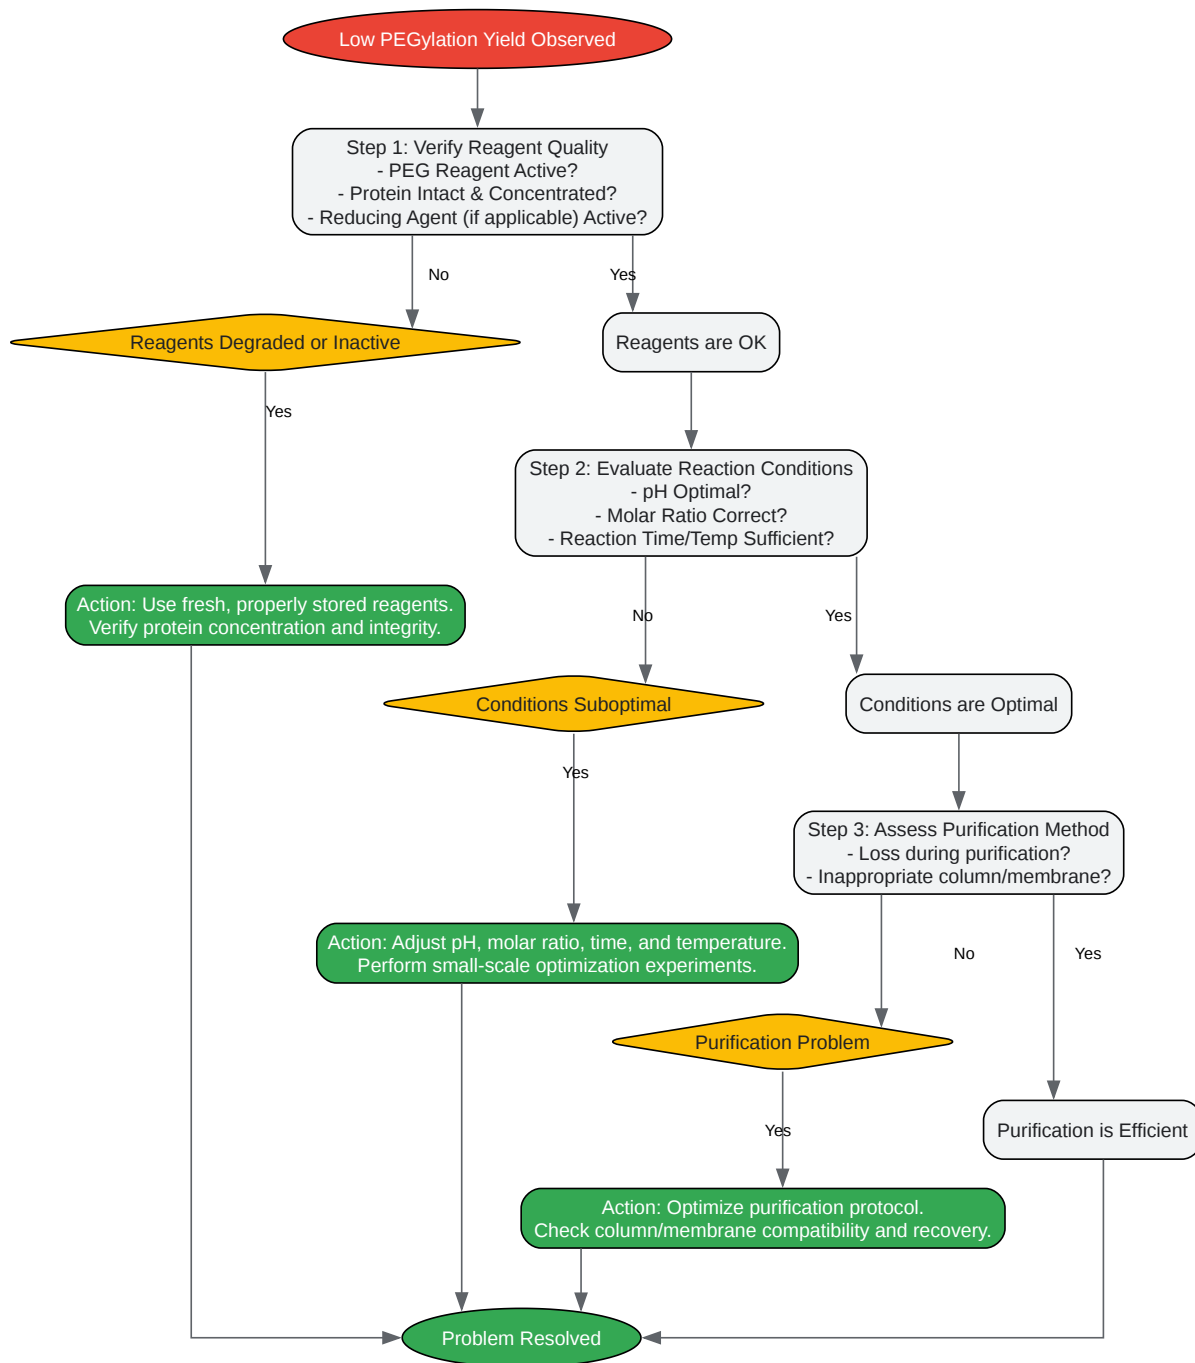 Low PEGylation Yield Observed
Step 1: Verify Reagent Quality
- PEG Reagent Active?
- Protein Intact & Concentrated?
- Reducing Agent (if applicable) Active?
No
Yes
Reagents Degraded or Inactive
Reagents are OK
Yes
Step 2: Evaluate Reaction Conditions
- pH Optimal?
- Molar Ratio Correct?
- Reaction Time/Temp Sufficient?
Action: Use fresh, properly stored reagents.
Verify protein concentration and integrity.
No
Yes
Conditions Suboptimal
Conditions are Optimal
Yes
Step 3: Assess Purification Method
- Loss during purification?
- Inappropriate column/membrane?
Action: Adjust pH, molar ratio, time, and temperature.
Perform small-scale optimization experiments.
No
Yes
Purification Problem
Yes
Purification is Efficient
Action: Optimize purification protocol.
Check column/membrane compatibility and recovery.
Problem Resolved